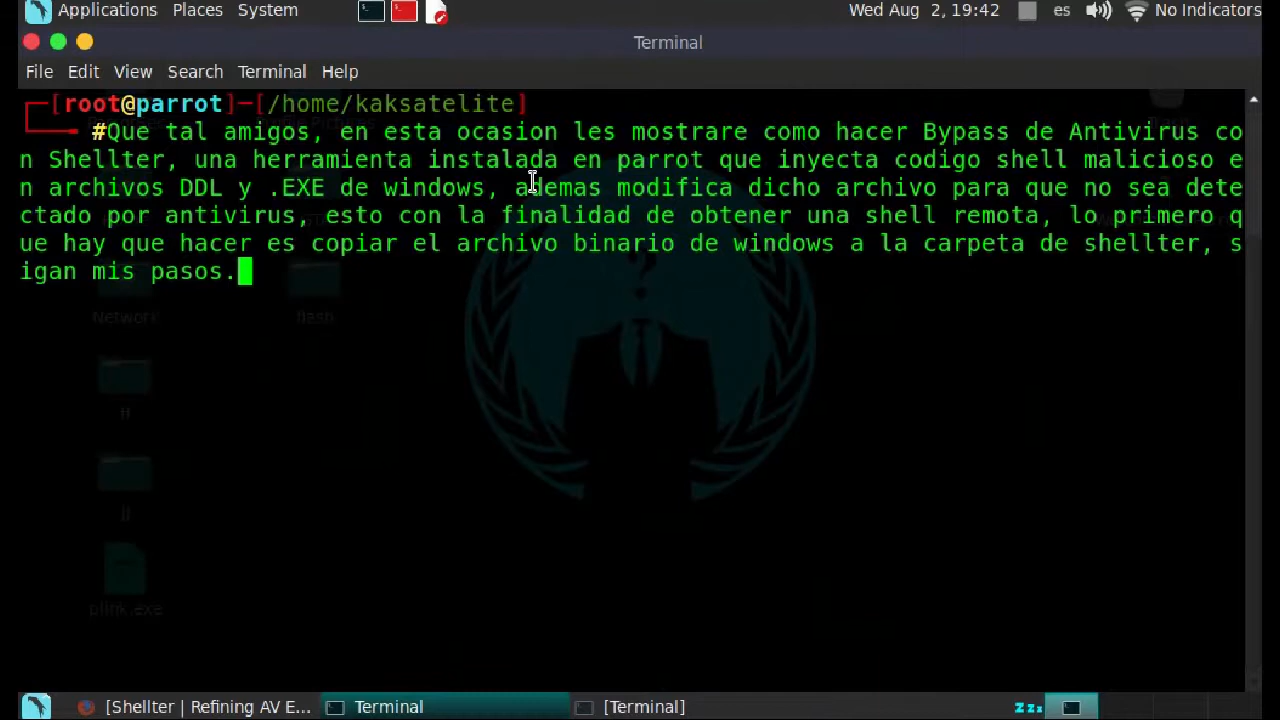 Applications Places System Wed Aug 2, 19:42 es No Indicators
Terminal
File Edit View Search Terminal Help
[root@parrot]─[/home/kaksatelite]
#Que tal amigos, en esta ocasion les mostrare como hacer Bypass de Antivirus co
n Shellter, una herramienta instalada en parrot que inyecta codigo shell malicioso e
n archivos DDL y .EXE de windows, ademas modifica dicho archivo para que no sea dete
ctado por antivirus, esto con la finalidad de obtener una shell remota, lo primero q
ue hay que hacer es copiar el archivo binario de windows a la carpeta de shellter, s
igan mis pasos.
Network
flash
plink.exe
[Shellter | Refining AV E... Terminal [Terminal] zzz